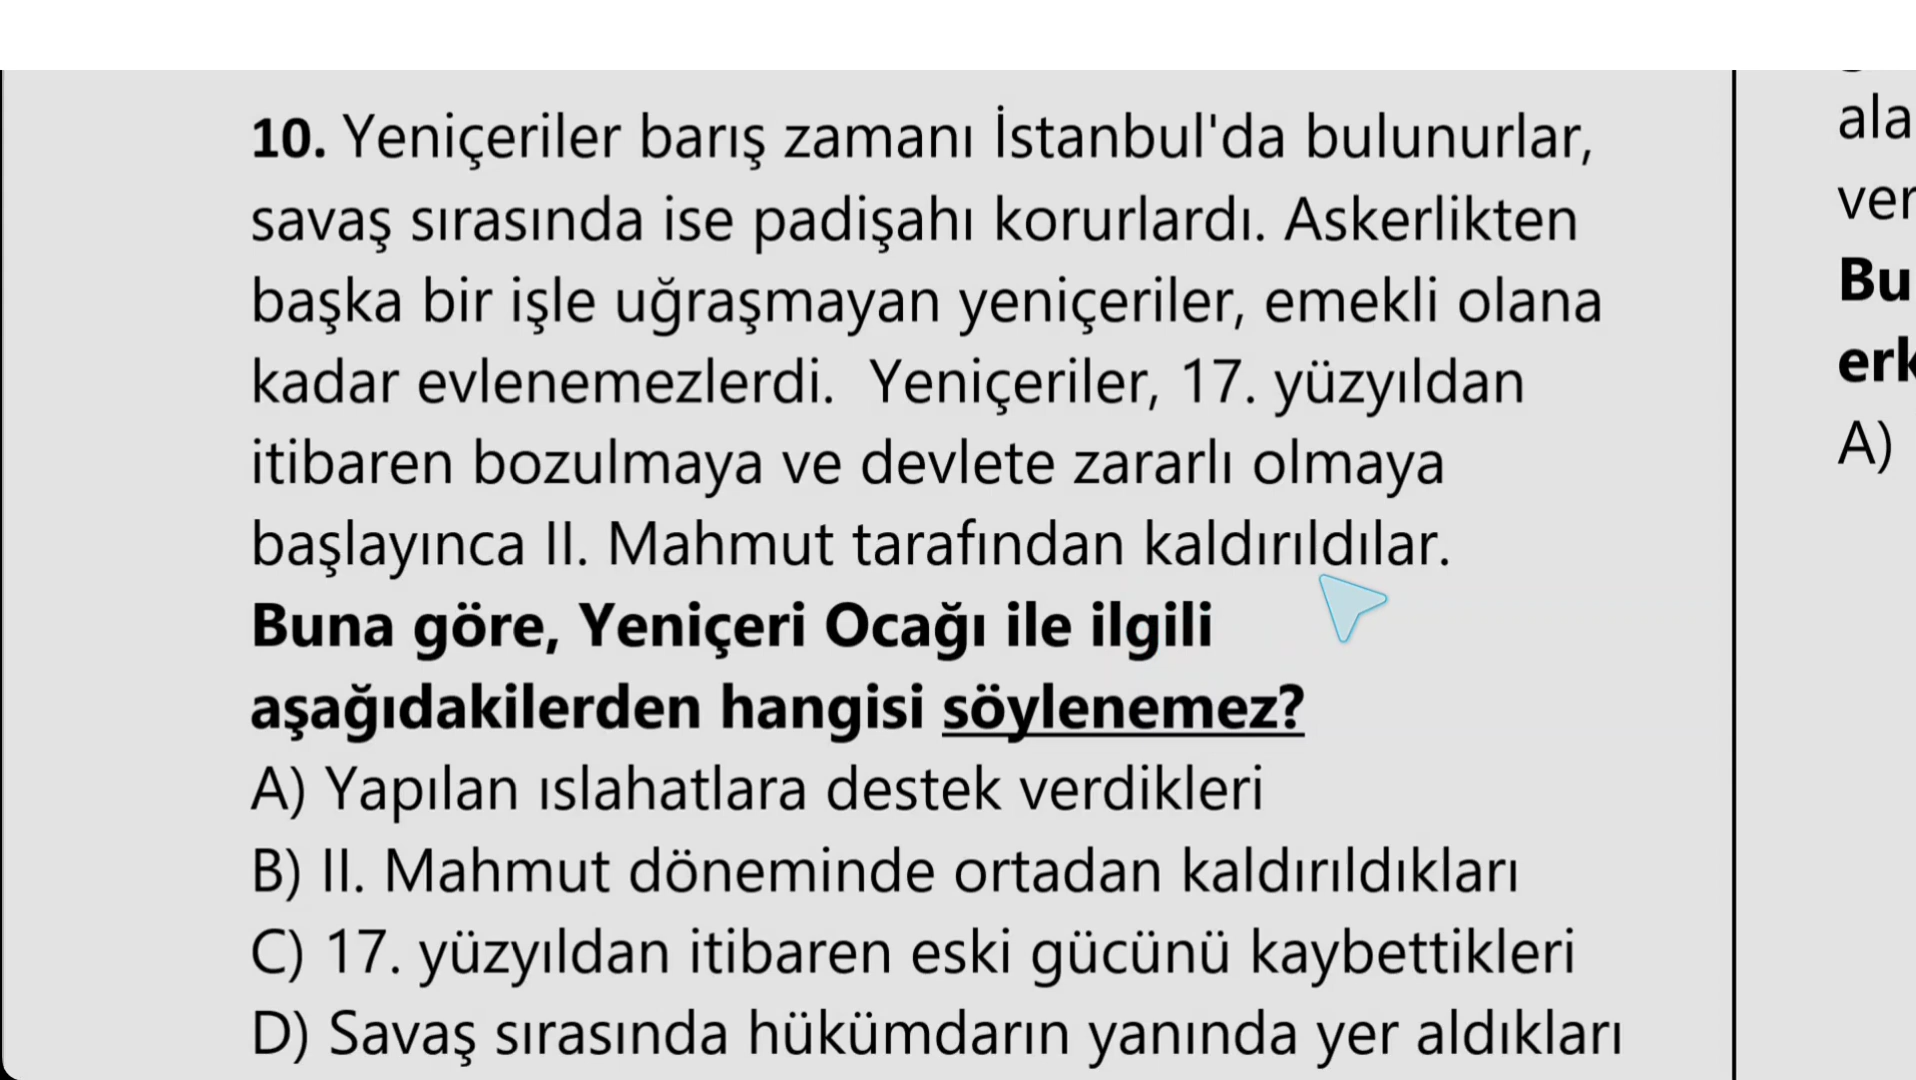 10. Yeniçeriler barış zamanı İstanbul'da bulunurlar,
savaş sırasında ise padişahı korurlardı. Askerlikten
başka bir işle uğraşmayan yeniçeriler, emekli olana
kadar evlenemezlerdi.  Yeniçeriler, 17. yüzyıldan
itibaren bozulmaya ve devlete zararlı olmaya
başlayınca II. Mahmut tarafından kaldırıldılar.
Buna göre, Yeniçeri Ocağı ile ilgili
aşağıdakilerden hangisi söylenemez?
A) Yapılan ıslahatlara destek verdikleri
B) II. Mahmut döneminde ortadan kaldırıldıkları
C) 17. yüzyıldan itibaren eski gücünü kaybettikleri
D) Savaş sırasında hükümdarın yanında yer aldıkları
ala
ver
Bu
erk
A)